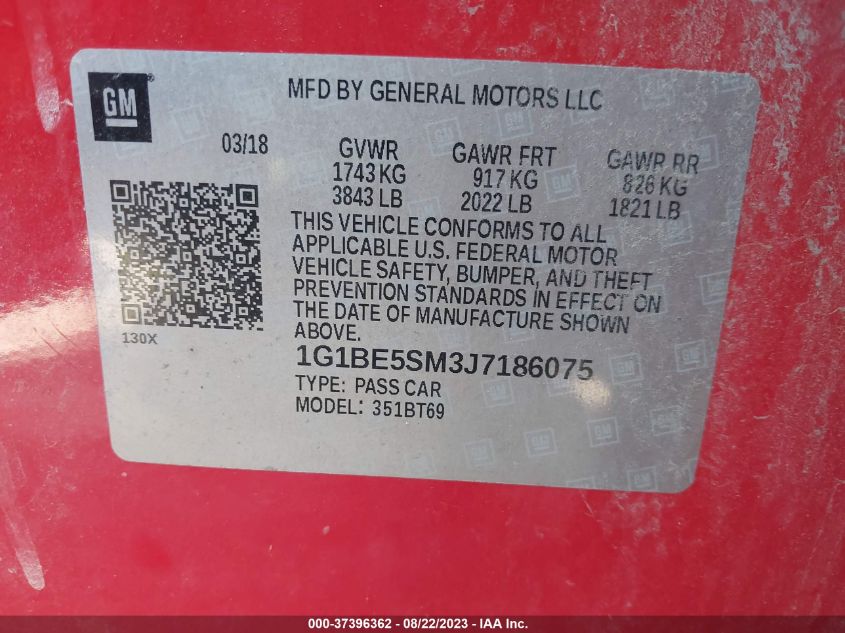 GM
MFD BY GENERAL MOTORS LLC
03/18 GVWR GAWR FRT GAWR RR
1743 KG 917 KG 826 KG
3843 LB 2022 LB 1821 LB
THIS VEHICLE CONFORMS TO ALL
APPLICABLE U.S. FEDERAL MOTOR
VEHICLE SAFETY, BUMPER, AND THEFT
PREVENTION STANDARDS IN EFFECT ON
THE DATE OF MANUFACTURE SHOWN
ABOVE.
130X
1G1BE5SM3J7186075
TYPE: PASS CAR
MODEL: 351BT69
000-37396362 - 08/22/2023 - IAAI.com